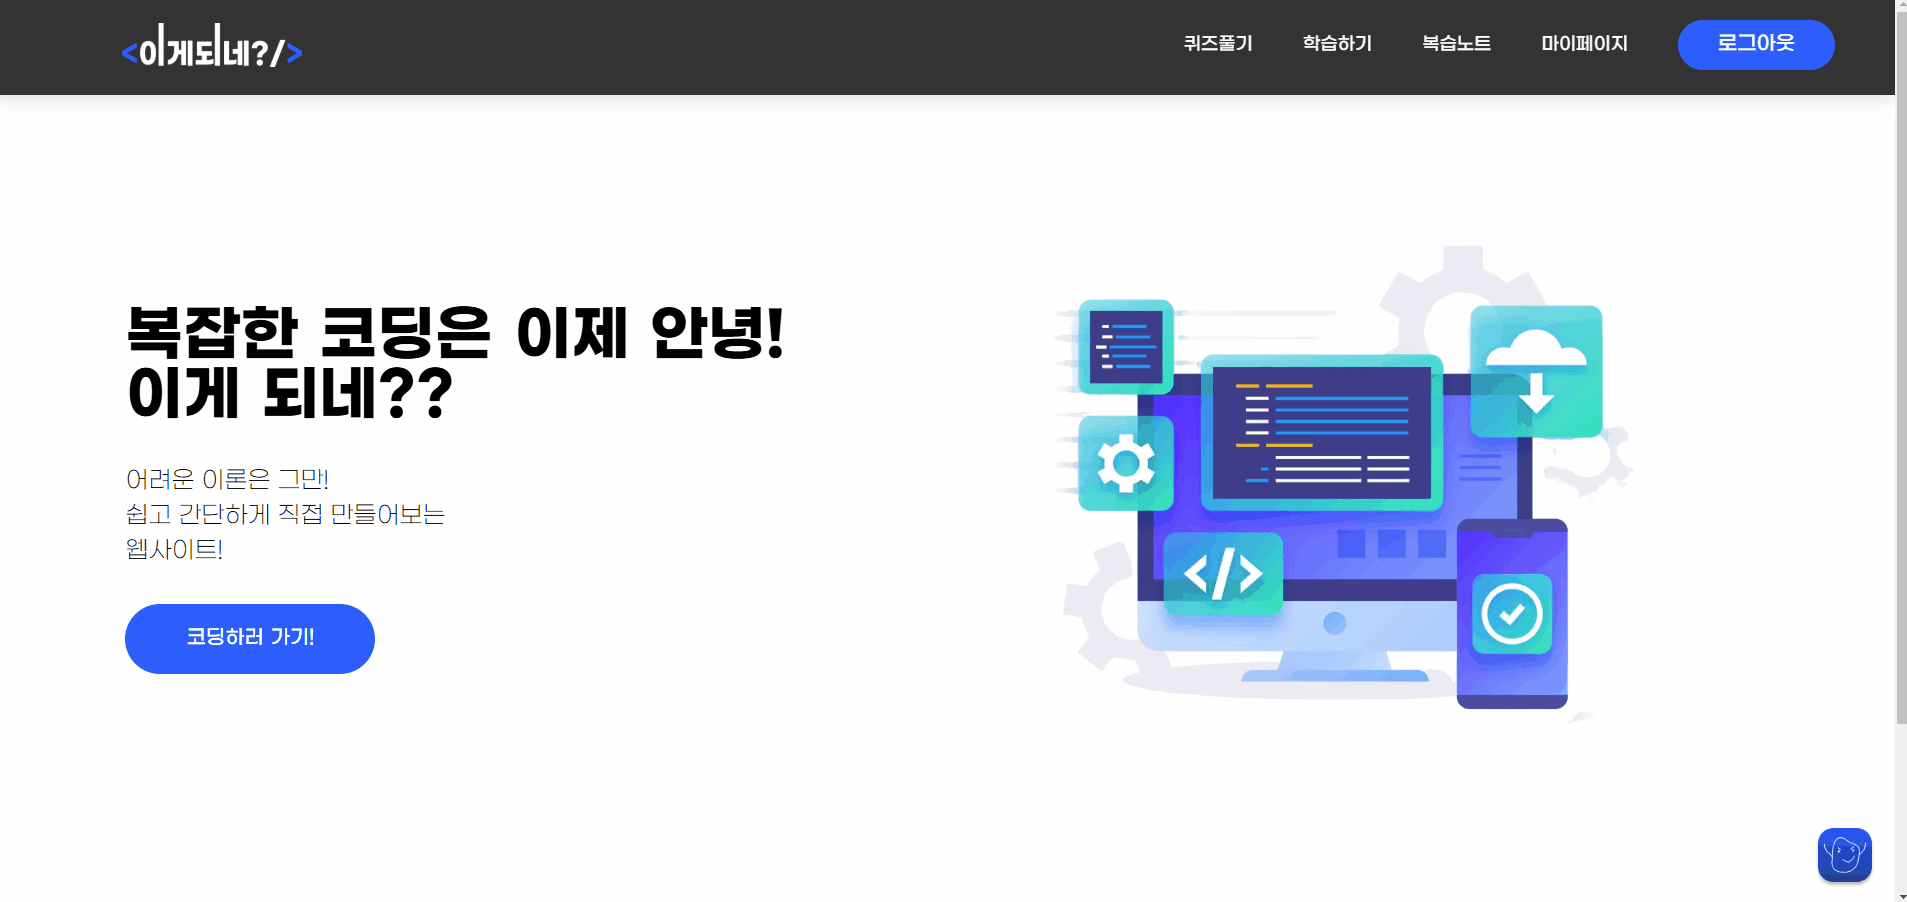 <이게되네?/>
퀴즈풀기
학습하기
복습노트
마이페이지
로그아웃
복잡한 코딩은 이제 안녕!
이게 되네??
어려운 이론은 그만!
쉽고 간단하게 직접 만들어보는
웹사이트!
코딩하러 가기!
</>